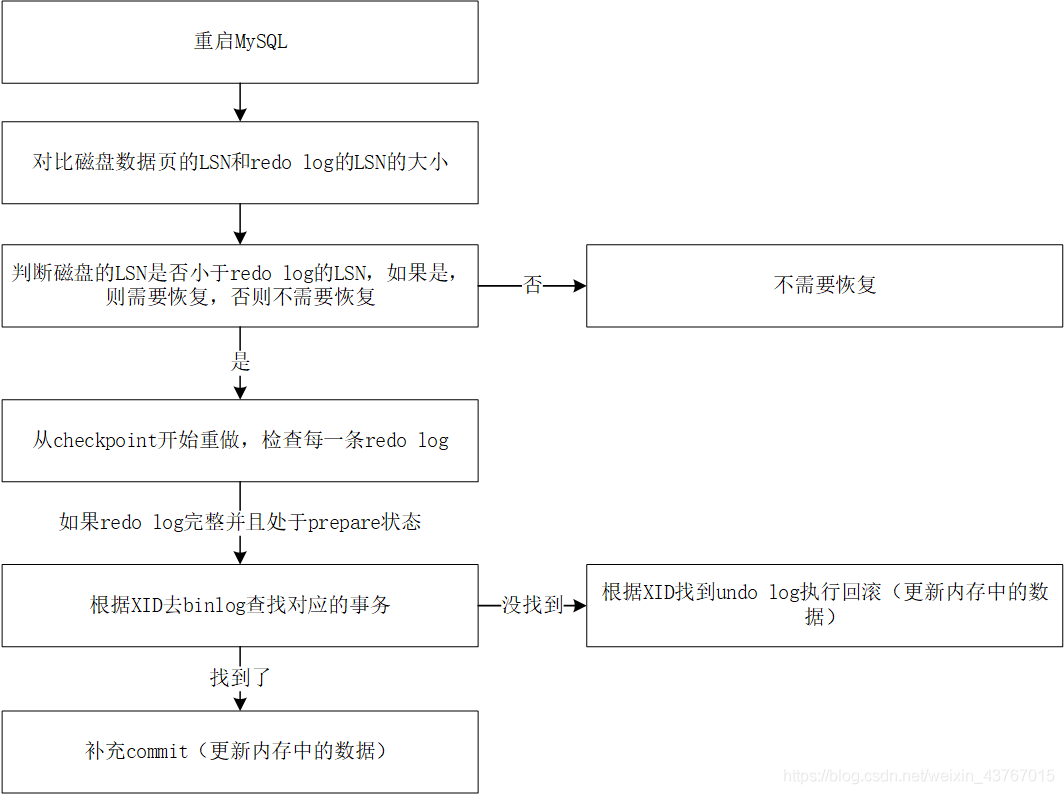 重启MySQL
对比磁盘数据页的LSN和redo log的LSN的大小
判断磁盘的LSN是否小于redo log的LSN，如果是，
则需要恢复，否则不需要恢复
否
不需要恢复
是
从checkpoint开始重做，检查每一条redo log
如果redo log完整并且处于prepare状态
根据XID去binlog查找对应的事务
没找到
根据XID找到undo log执行回滚（更新内存中的数
据）
找到了
补充commit（更新内存中的数据）
https://blog.csdn.net/weixin_43767015